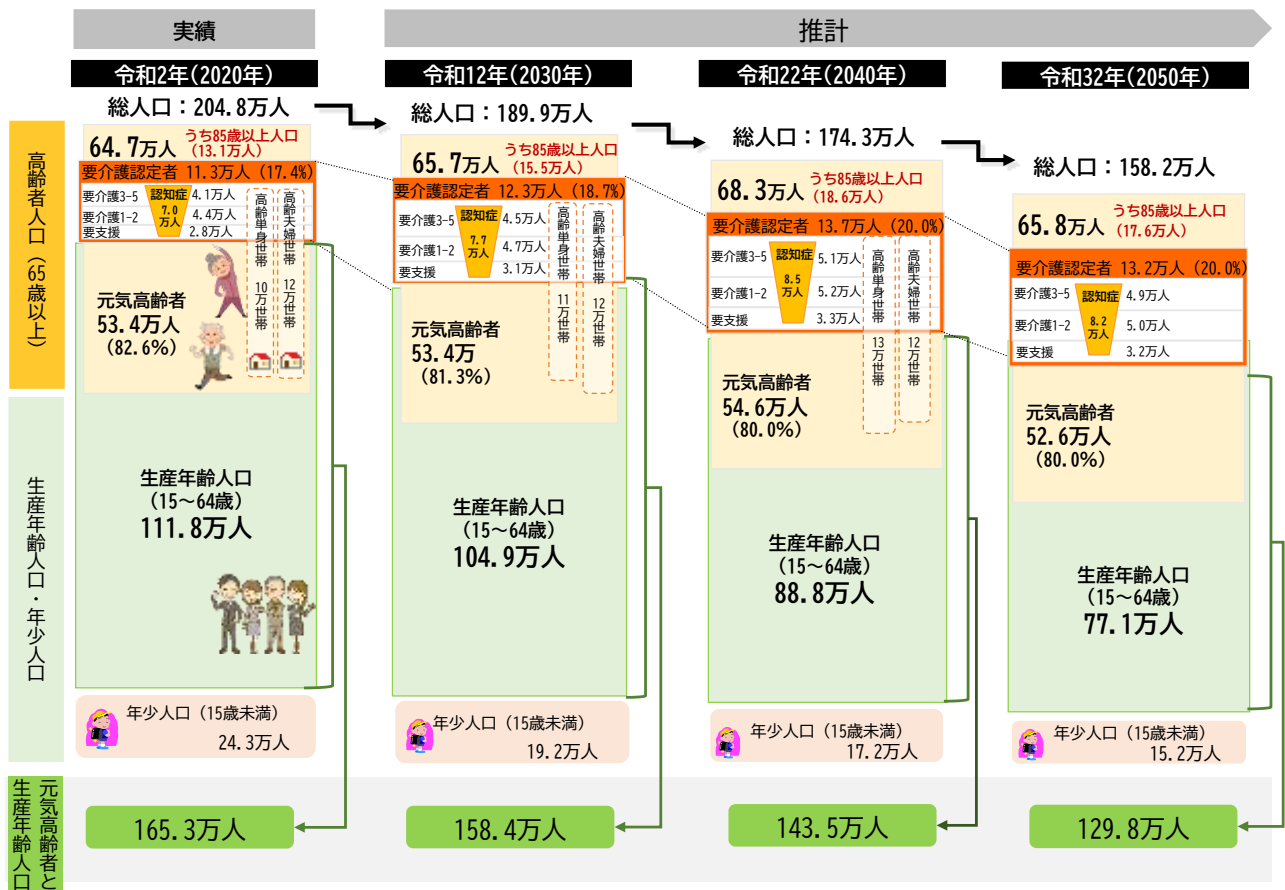 実績
推計
令和2年(2020年)
令和12年(2030年)
令和22年(2040年)
令和32年(2050年)
高齢者人口（65歳以上）
生産年齢人口・年少人口
元気高齢者と
生産年齢人口
総人口：204.8万人
64.7万人
うち85歳以上人口
(13.1万人)
要介護認定者 11.3万人 (17.4%)
要介護3-5
4.1万人
要介護1-2
4.4万人
要支援
2.8万人
認知症
7.0
万人
高齢単身世帯 10万世帯
高齢夫婦世帯 12万世帯
元気高齢者
53.4万人
(82.6%)
生産年齢人口
(15～64歳)
111.8万人
年少人口（15歳未満）
24.3万人
165.3万人
総人口：189.9万人
65.7万人
うち85歳以上人口
(15.5万人)
要介護認定者 12.3万人 (18.7%)
要介護3-5
4.5万人
要介護1-2
4.7万人
要支援
3.1万人
認知症
7.7
万人
高齢単身世帯 11万世帯
高齢夫婦世帯 12万世帯
元気高齢者
53.4万
(81.3%)
生産年齢人口
(15～64歳)
104.9万人
年少人口（15歳未満）
19.2万人
158.4万人
総人口：174.3万人
68.3万人
うち85歳以上人口
(18.6万人)
要介護認定者 13.7万人 (20.0%)
要介護3-5
5.1万人
要介護1-2
5.2万人
要支援
3.3万人
認知症
8.5
万人
高齢単身世帯 13万世帯
高齢夫婦世帯 12万世帯
元気高齢者
54.6万人
(80.0%)
生産年齢人口
(15～64歳)
88.8万人
年少人口（15歳未満）
17.2万人
143.5万人
総人口：158.2万人
65.8万人
うち85歳以上人口
(17.6万人)
要介護認定者 13.2万人 (20.0%)
要介護3-5
4.9万人
要介護1-2
5.0万人
要支援
3.2万人
認知症
8.2
万人
元気高齢者
52.6万人
(80.0%)
生産年齢人口
(15～64歳)
77.1万人
年少人口（15歳未満）
15.2万人
129.8万人